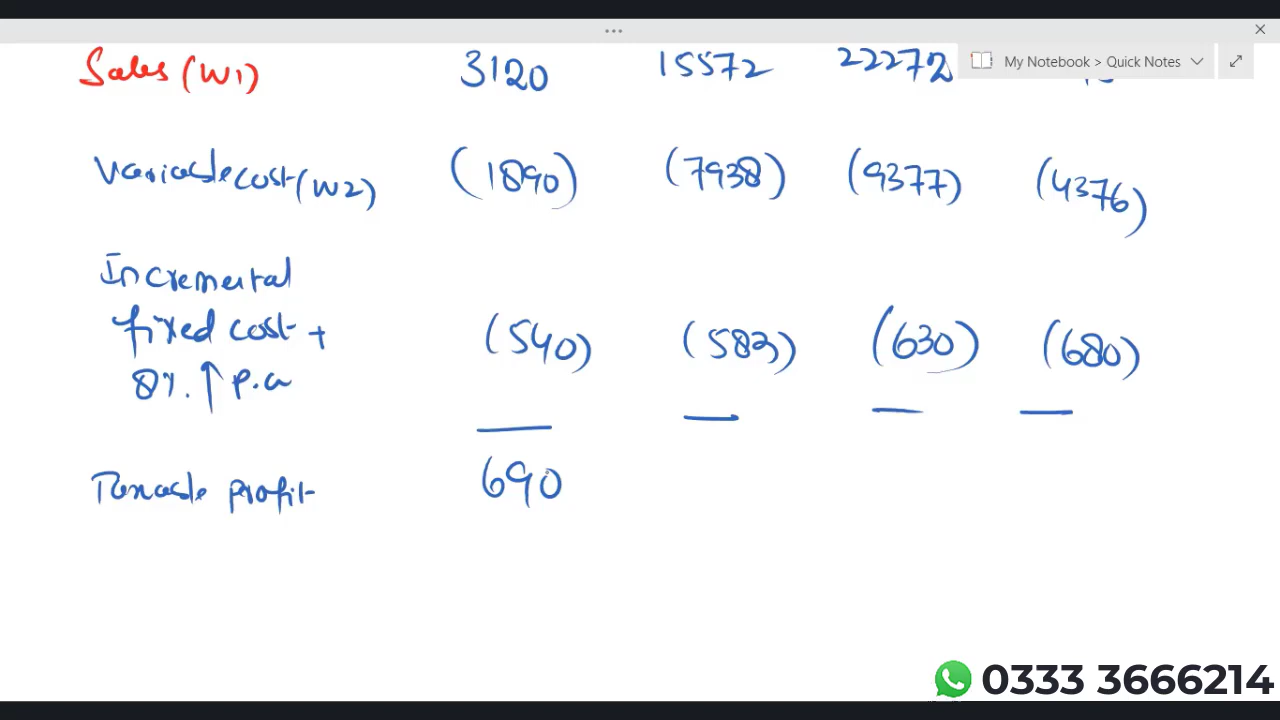 My Notebook > Quick Notes
Sales (W1) 3120 15572 22272
Variable cost (W2) (1890) (7938) (9377) (4376)
Incremental
fixed cost + (540) (583) (630) (680)
8% ↑ p.a
Taxable profit 690
0333 3666214